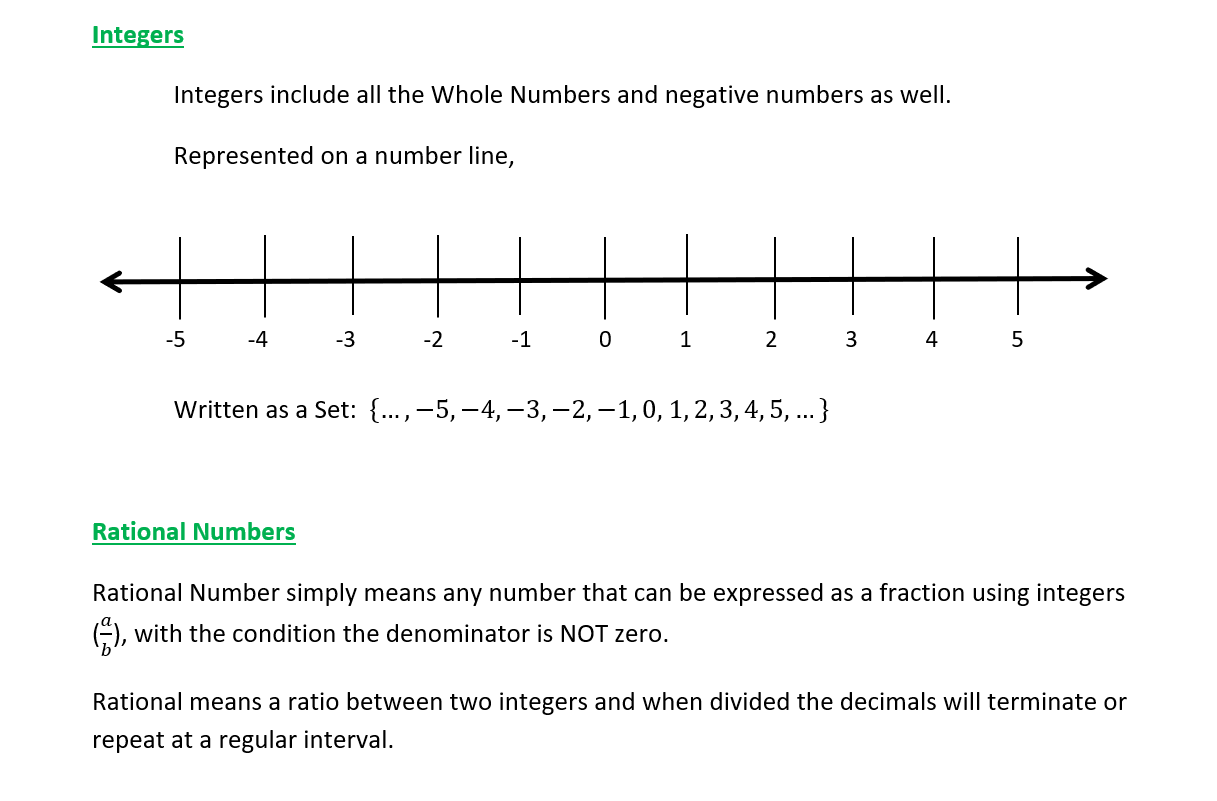 Integers
Integers include all the Whole Numbers and negative numbers as well.
Represented on a number line,
-5 -4 -3 -2 -1 0 1 2 3 4 5
Written as a Set: {… , −5, −4, −3, −2, −1, 0, 1, 2, 3, 4, 5, … }
Rational Numbers
Rational Number simply means any number that can be expressed as a fraction using integers
(a/b), with the condition the denominator is NOT zero.
Rational means a ratio between two integers and when divided the decimals will terminate or
repeat at a regular interval.